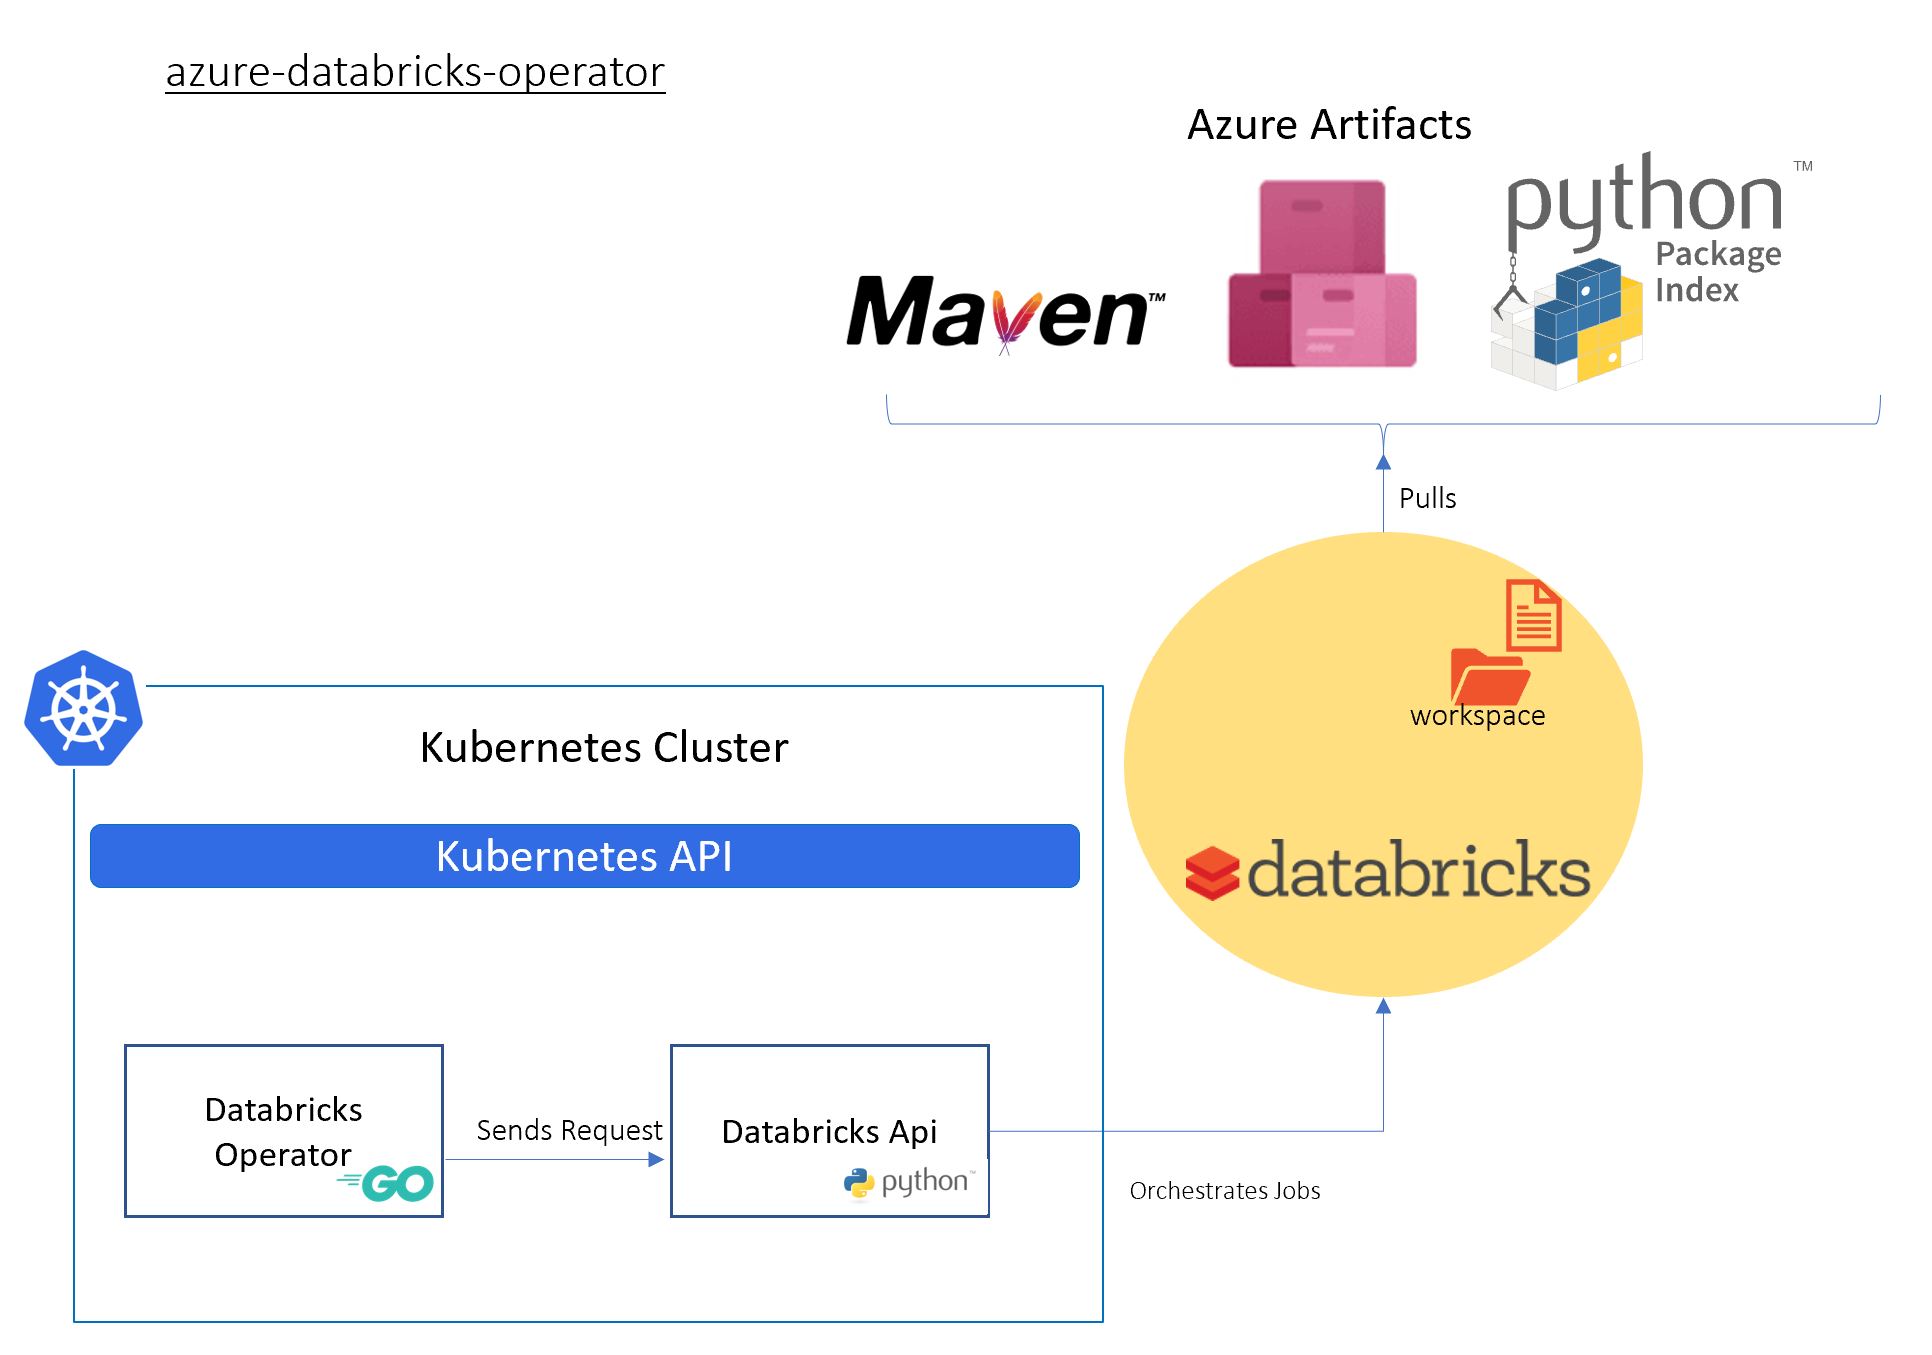 azure-databricks-operator
Azure Artifacts
Maven™
python™
Package
Index
Pulls
workspace
databricks
Kubernetes Cluster
Kubernetes API
Databricks
Operator
GO
Sends Request
Databricks Api
python™
Orchestrates Jobs